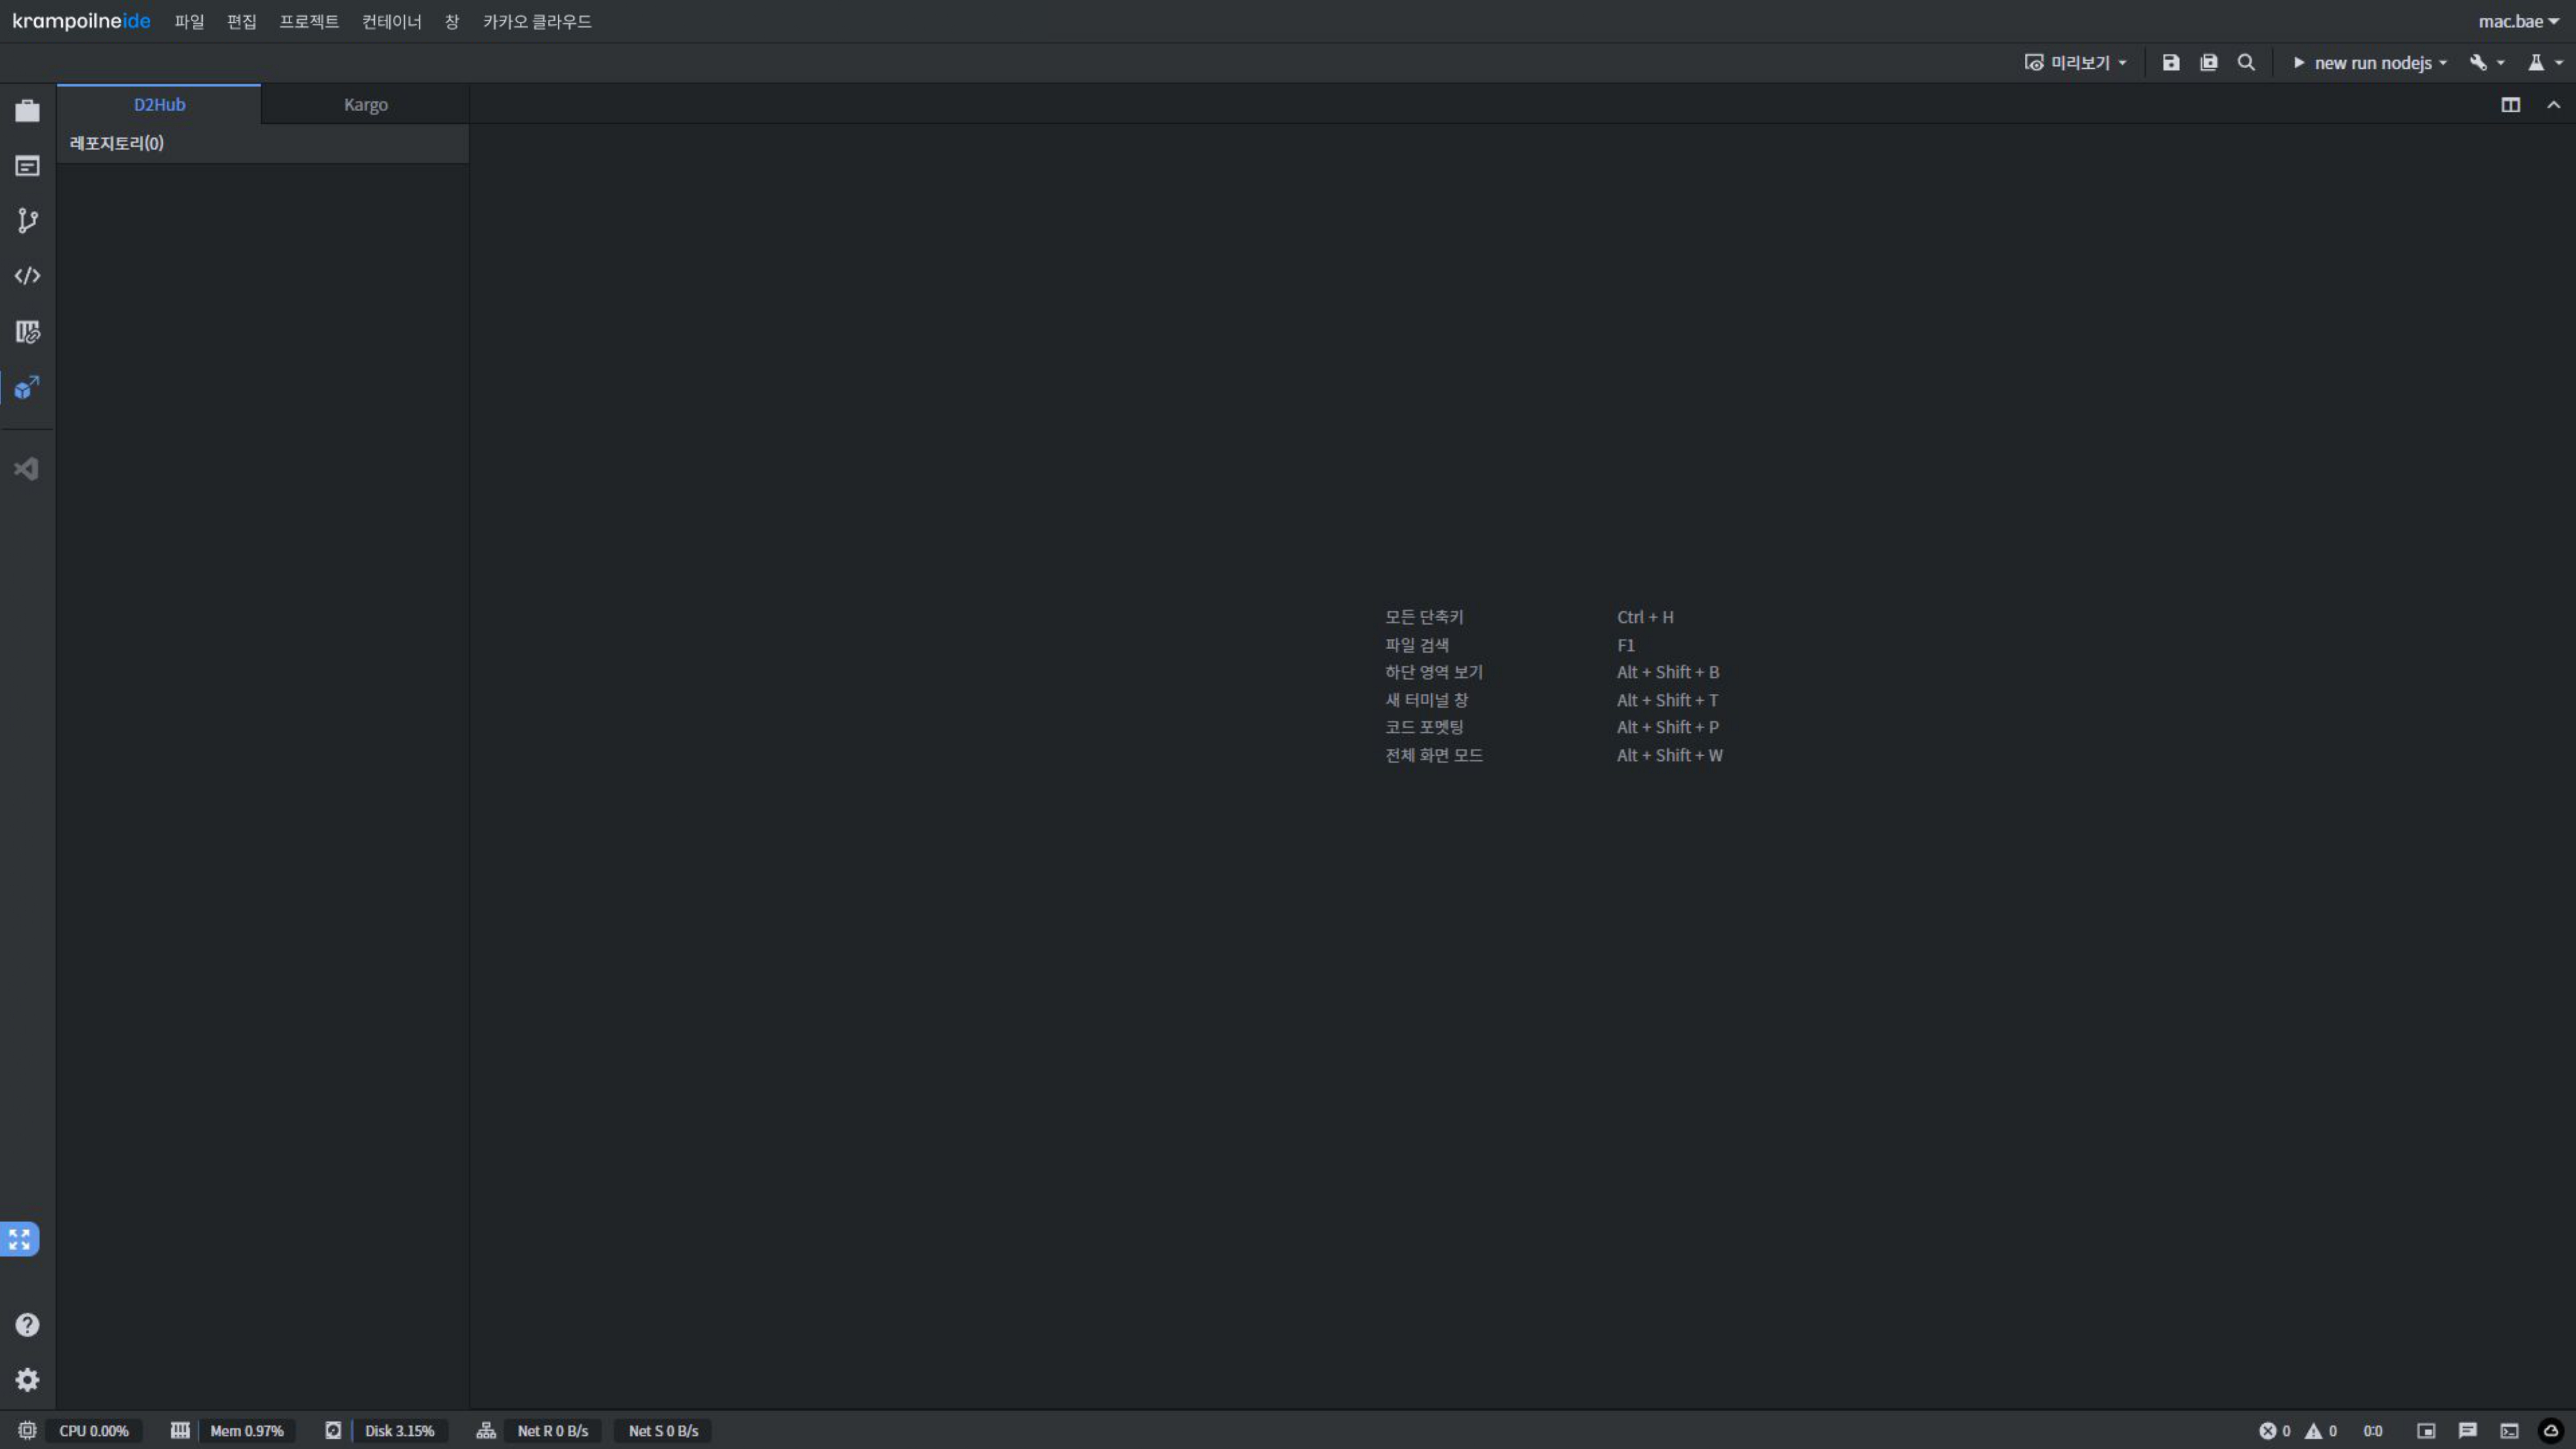 krampoilneide 파일 편집 프로젝트 컨테이너 창 카카오 클라우드 mac.bae
미리보기 new run nodejs
D2Hub Kargo
레포지토리(0)
모든 단축키 Ctrl + H
파일 검색 F1
하단 영역 보기 Alt + Shift + B
새 터미널 창 Alt + Shift + T
코드 포멧팅 Alt + Shift + P
전체 화면 모드 Alt + Shift + W
CPU 0.00% Mem 0.97% Disk 3.15% Net R 0 B/s Net S 0 B/s 0 0 0:0